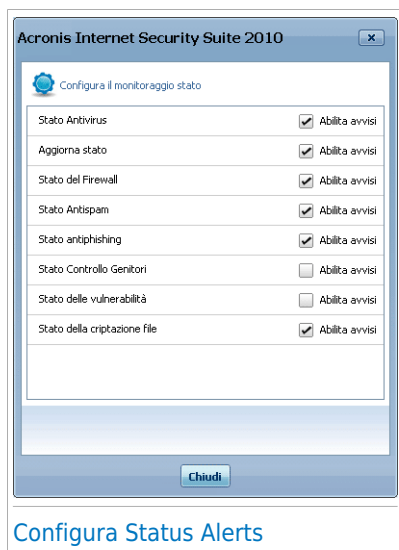 Acronis Internet Security Suite 2010
x
Configura il monitoraggio stato
Stato Antivirus Abilita avvisi
Aggiorna stato Abilita avvisi
Stato del Firewall Abilita avvisi
Stato Antispam Abilita avvisi
Stato antiphishing Abilita avvisi
Stato Controllo Genitori Abilita avvisi
Stato delle vulnerabilità Abilita avvisi
Stato della criptazione file Abilita avvisi
Chiudi
Configura Status Alerts